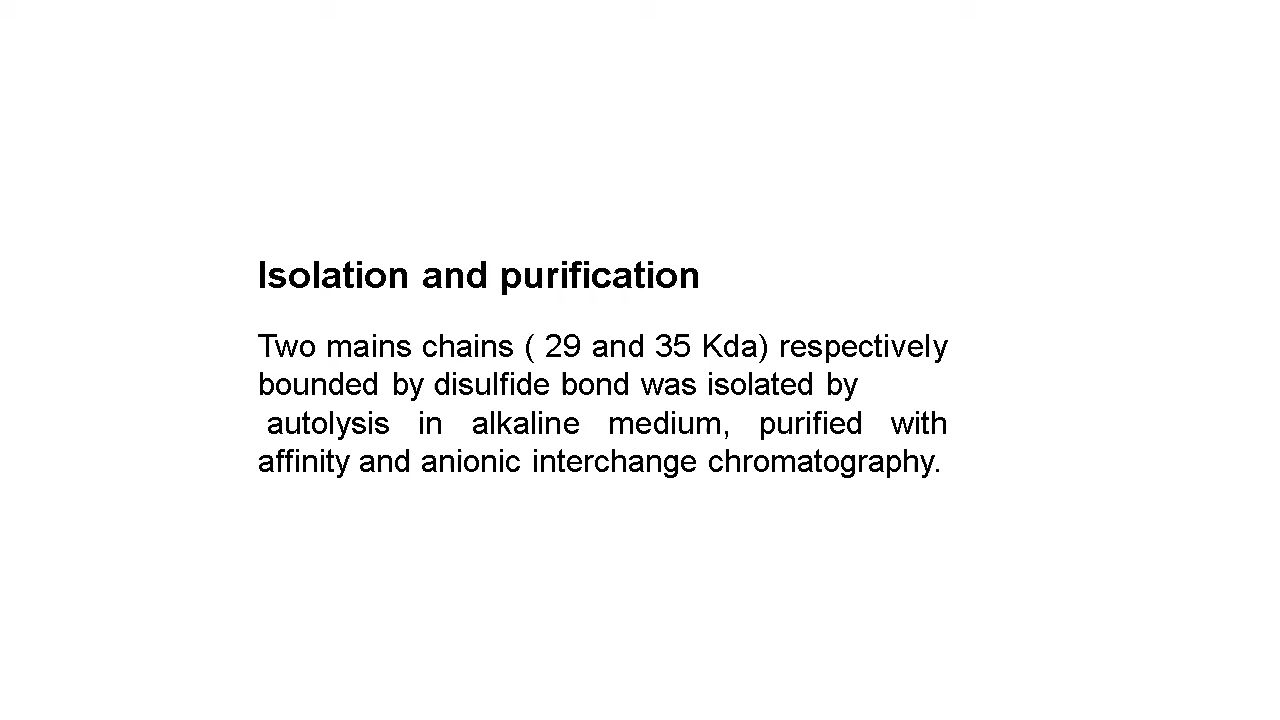 Isolation and purification
Two mains chains ( 29 and 35 Kda) respectively
bounded by disulfide bond was isolated by
autolysis in alkaline medium, purified with
affinity and anionic interchange chromatography.